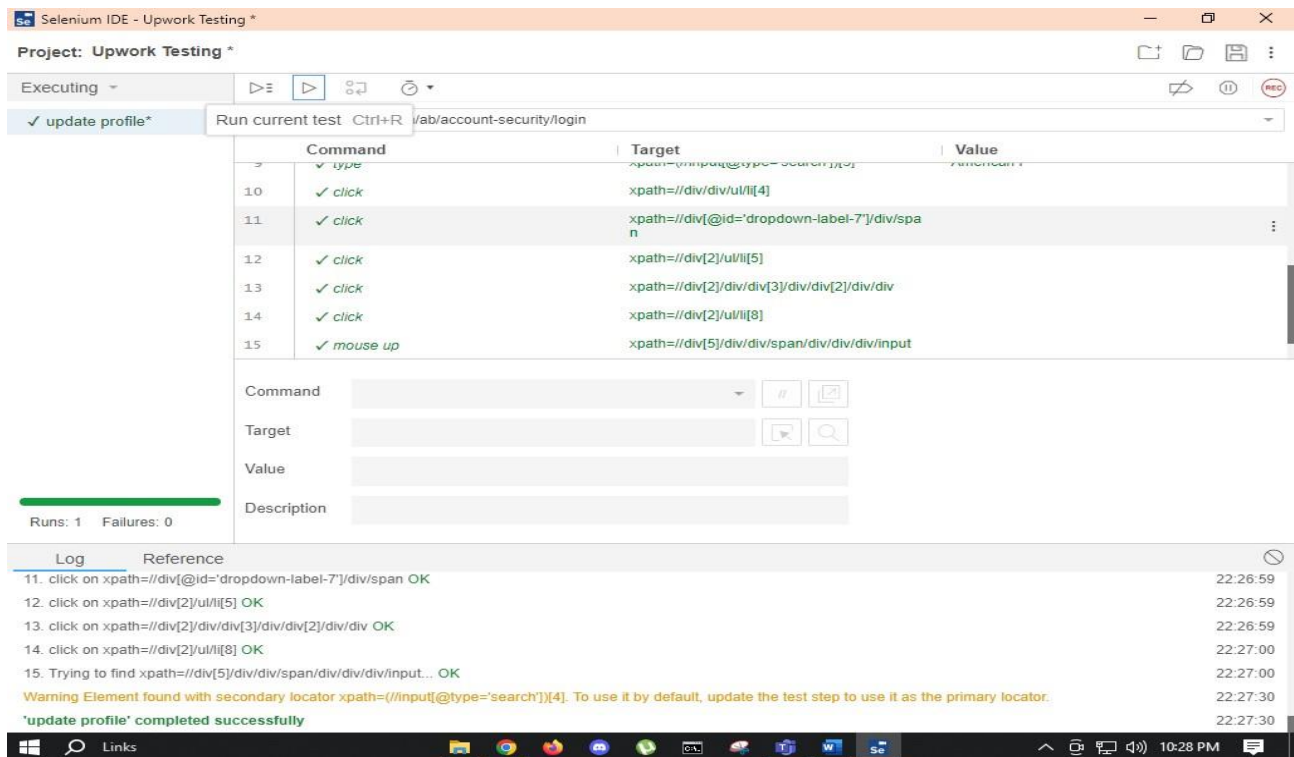 Selenium IDE - Upwork Testing *
Project: Upwork Testing *
Executing
REC
✓ update profile*
Run current test Ctrl+R
/ab/account-security/login
Command Target Value
9 ✓ type xpath=(//input[@type='search'])[3]
10 ✓ click xpath=//div/div/ul/li[4]
11 ✓ click xpath=//div[@id='dropdown-label-7']/div/spa
n
12 ✓ click xpath=//div[2]/ul/li[5]
13 ✓ click xpath=//div[2]/div/div[3]/div/div[2]/div/div
14 ✓ click xpath=//div[2]/ul/li[8]
15 ✓ mouse up xpath=//div[5]/div/div/span/div/div/div/input
Command
//
Target
Value
Description
Runs: 1 Failures: 0
Log Reference
11. click on xpath=//div[@id='dropdown-label-7']/div/span OK 22:26:59
12. click on xpath=//div[2]/ul/li[5] OK 22:26:59
13. click on xpath=//div[2]/div/div[3]/div/div[2]/div/div OK 22:26:59
14. click on xpath=//div[2]/ul/li[8] OK 22:27:00
15. Trying to find xpath=//div[5]/div/div/span/div/div/div/input... OK 22:27:00
Warning Element found with secondary locator xpath=(//input[@type='search'])[4]. To use it by default, update the test step to use it as the primary locator. 22:27:30
'update profile' completed successfully 22:27:30
Links
10:28 PM